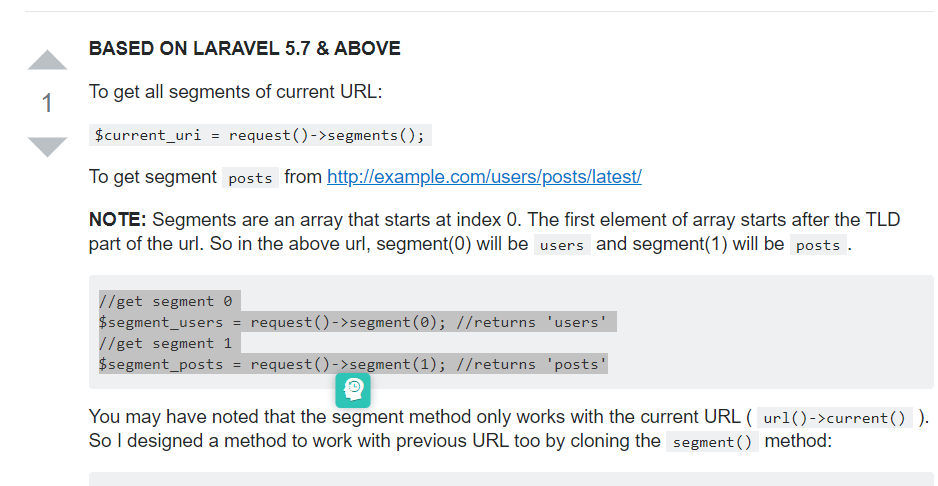 BASED ON LARAVEL 5.7 & ABOVE
1
To get all segments of current URL:
$current_uri = request()->segments();
To get segment posts from http://example.com/users/posts/latest/
NOTE: Segments are an array that starts at index 0. The first element of array starts after the TLD
part of the url. So in the above url, segment(0) will be users and segment(1) will be posts .
//get segment 0
$segment_users = request()->segment(0); //returns 'users'
//get segment 1
$segment_posts = request()->segment(1); //returns 'posts'
You may have noted that the segment method only works with the current URL ( url()->current() ).
So I designed a method to work with previous URL too by cloning the segment() method: